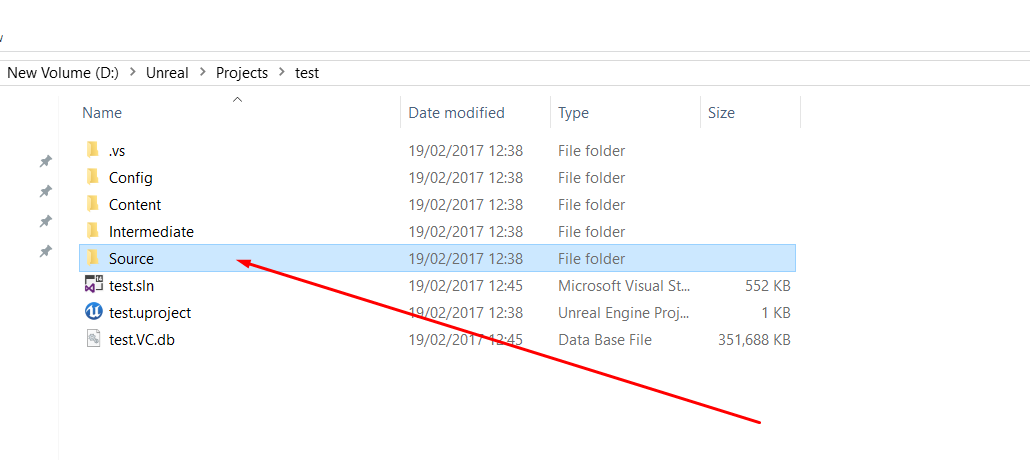 New Volume (D:) > Unreal > Projects > test
Name Date modified Type Size
.vs 19/02/2017 12:38 File folder
Config 19/02/2017 12:38 File folder
Content 19/02/2017 12:38 File folder
Intermediate 19/02/2017 12:38 File folder
Source 19/02/2017 12:38 File folder
test.sln 19/02/2017 12:45 Microsoft Visual St... 552 KB
test.uproject 19/02/2017 12:38 Unreal Engine Proj... 1 KB
test.VC.db 19/02/2017 12:45 Data Base File 351,688 KB